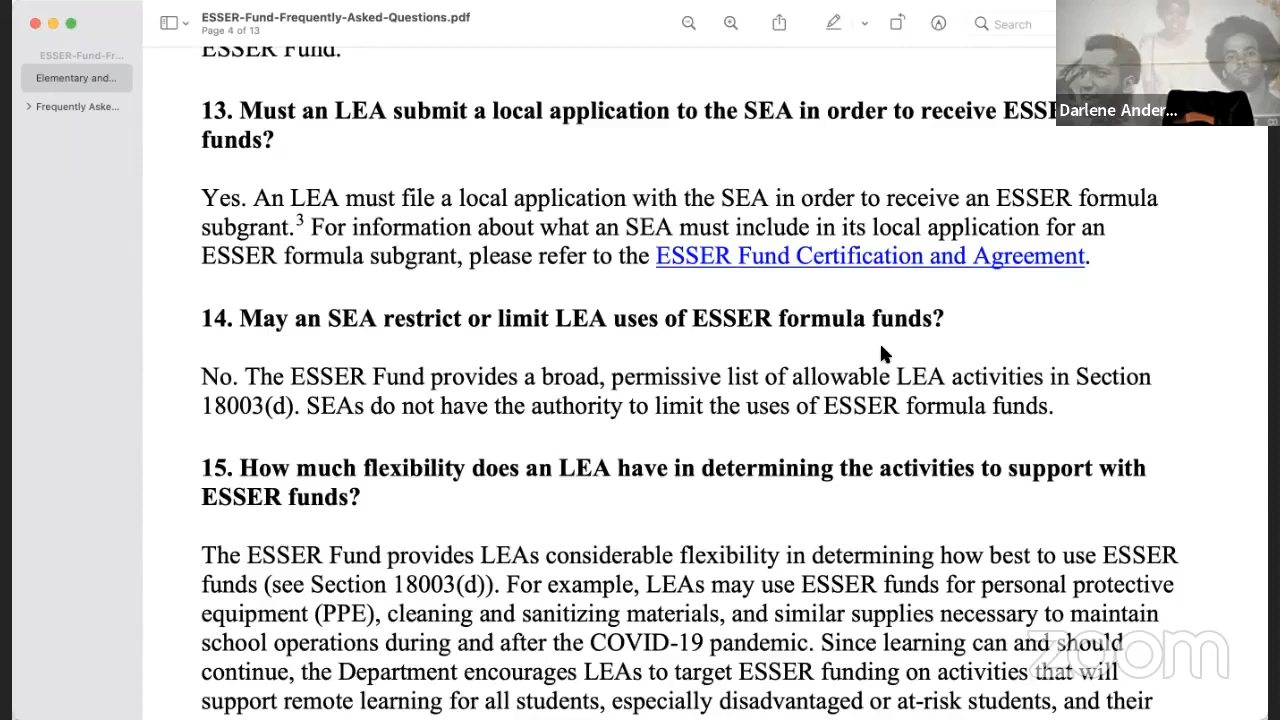 ESSER-Fund-Frequently-Asked-Questions.pdf
Page 4 of 13
Search
ESSER-Fund-Fr...
Elementary and...
Frequently Aske...
Darlene Ander...
ESSER Fund.
13. Must an LEA submit a local application to the SEA in order to receive
funds?
Yes. An LEA must file a local application with the SEA in order to receive an ESSER formula
subgrant.3 For information about what an SEA must include in its local application for an
ESSER formula subgrant, please refer to the ESSER Fund Certification and Agreement.
14. May an SEA restrict or limit LEA uses of ESSER formula funds?
No. The ESSER Fund provides a broad, permissive list of allowable LEA activities in Section
18003(d). SEAs do not have the authority to limit the uses of ESSER formula funds.
15. How much flexibility does an LEA have in determining the activities to support with
ESSER funds?
The ESSER Fund provides LEAs considerable flexibility in determining how best to use ESSER
funds (see Section 18003(d)). For example, LEAs may use ESSER funds for personal protective
equipment (PPE), cleaning and sanitizing materials, and similar supplies necessary to maintain
school operations during and after the COVID-19 pandemic. Since learning can and should
continue, the Department encourages LEAs to target ESSER funding on activities that will
support remote learning for all students, especially disadvantaged or at-risk students, and their
zoom